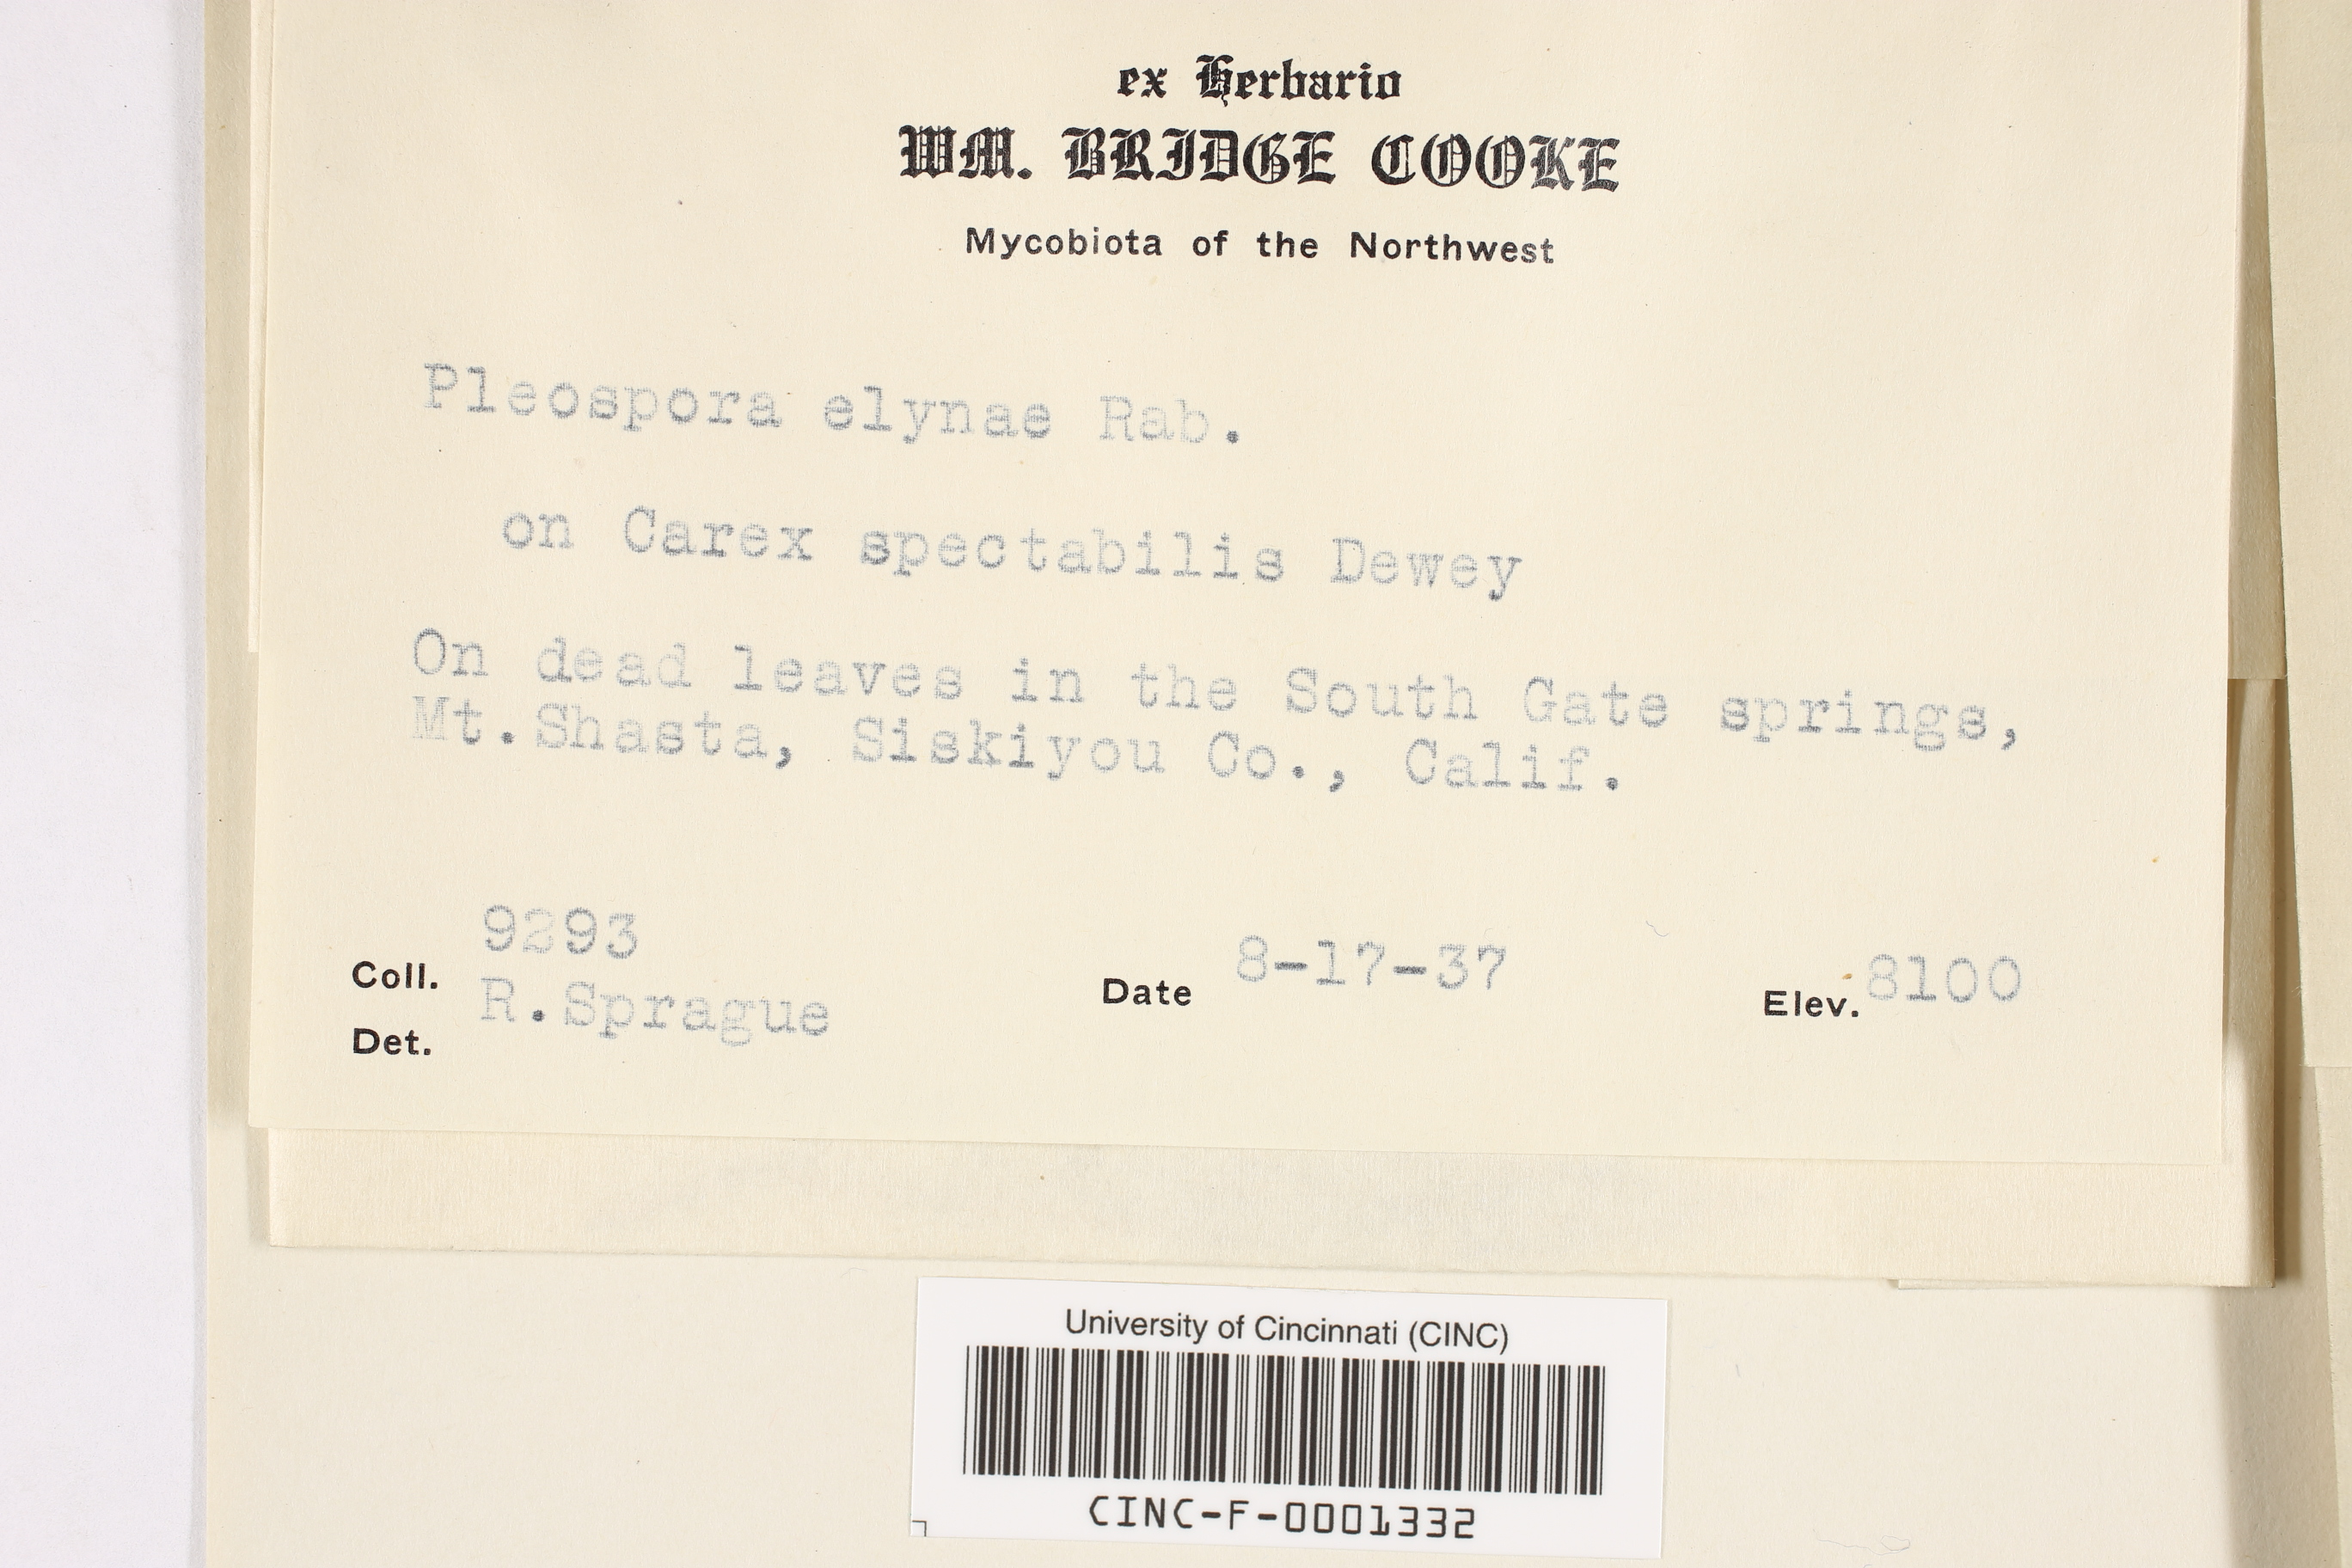 ex Herbario
WM. BRIDGE COOKE
Mycobiota of the Northwest
Pleospora elynae Rab.
on Carex spectabilis Dewey
On dead leaves in the South Gate springs,
Mt.Shasta, Siskiyou Co., Calif.
Coll. 9293
Det. R.Sprague
Date 8-17-37
Elev. 8100
University of Cincinnati (CINC)
CINC-F-0001332